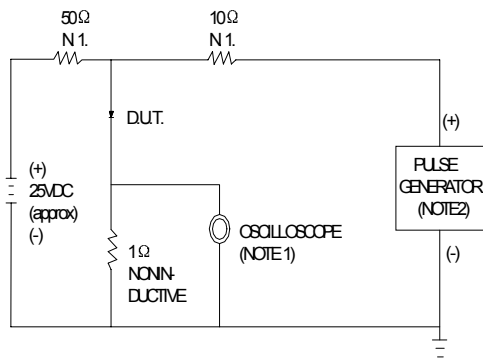 50Ω
N 1.
10Ω
N 1.
D.U.T.
(+)
25VDC
(approx)
(-)
1Ω
NONIN-
DUCTIVE
OSCILLOSCOPE
(NOTE 1)
(+)
PULSE
GENERATOR
(NOTE2)
(-)